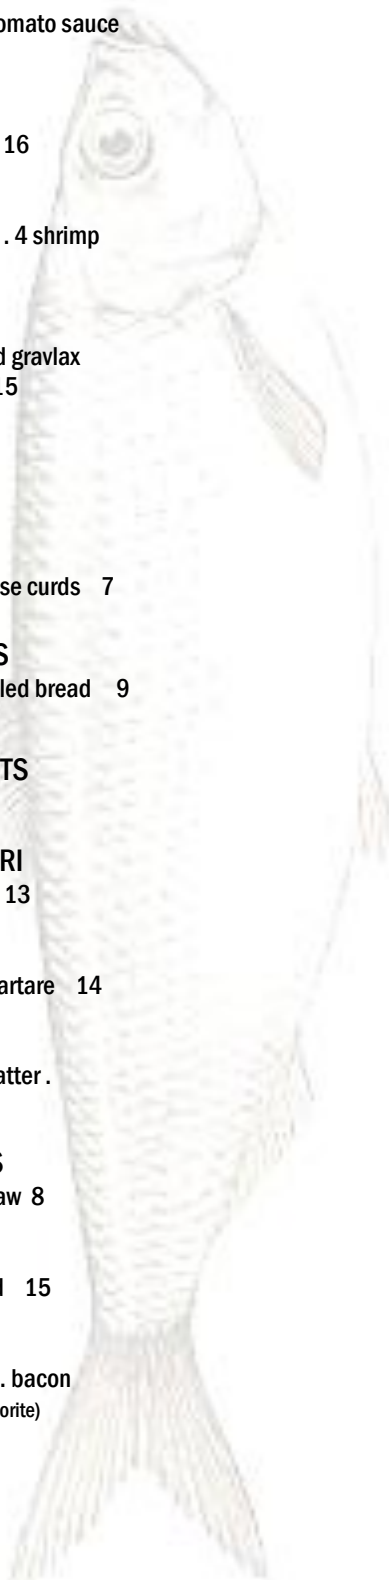 omato sauce
16
. 4 shrimp
d gravlax
15
se curds 7
S
led bread 9
TS
RI
13
artare 14
atter .
S
aw 8
l 15
. bacon
orite)